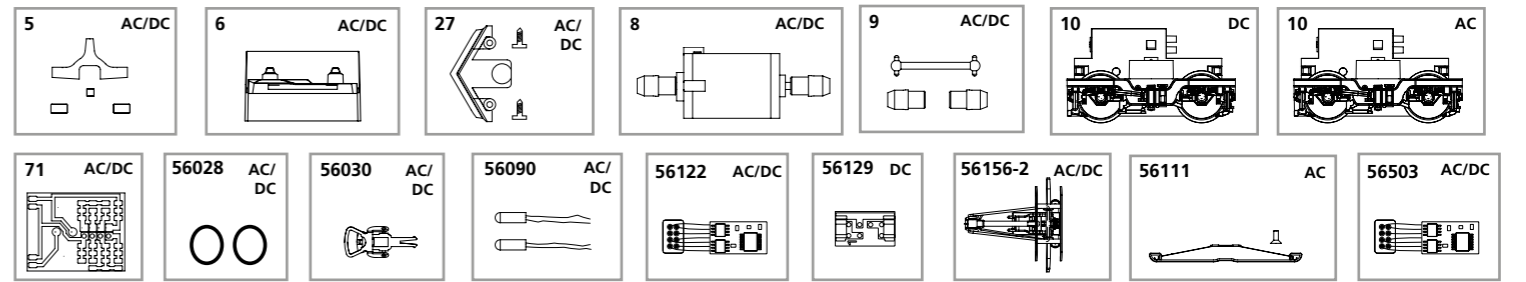 5 AC/DC
6 AC/DC
27 AC/
DC
8 AC/DC
9 AC/DC
10 DC
10 AC
71 AC/DC
56028 AC/
DC
56030 AC/
DC
56090 AC/
DC
56122 AC/DC
56129 DC
56156-2 AC/DC
56111 AC
56503 AC/DC